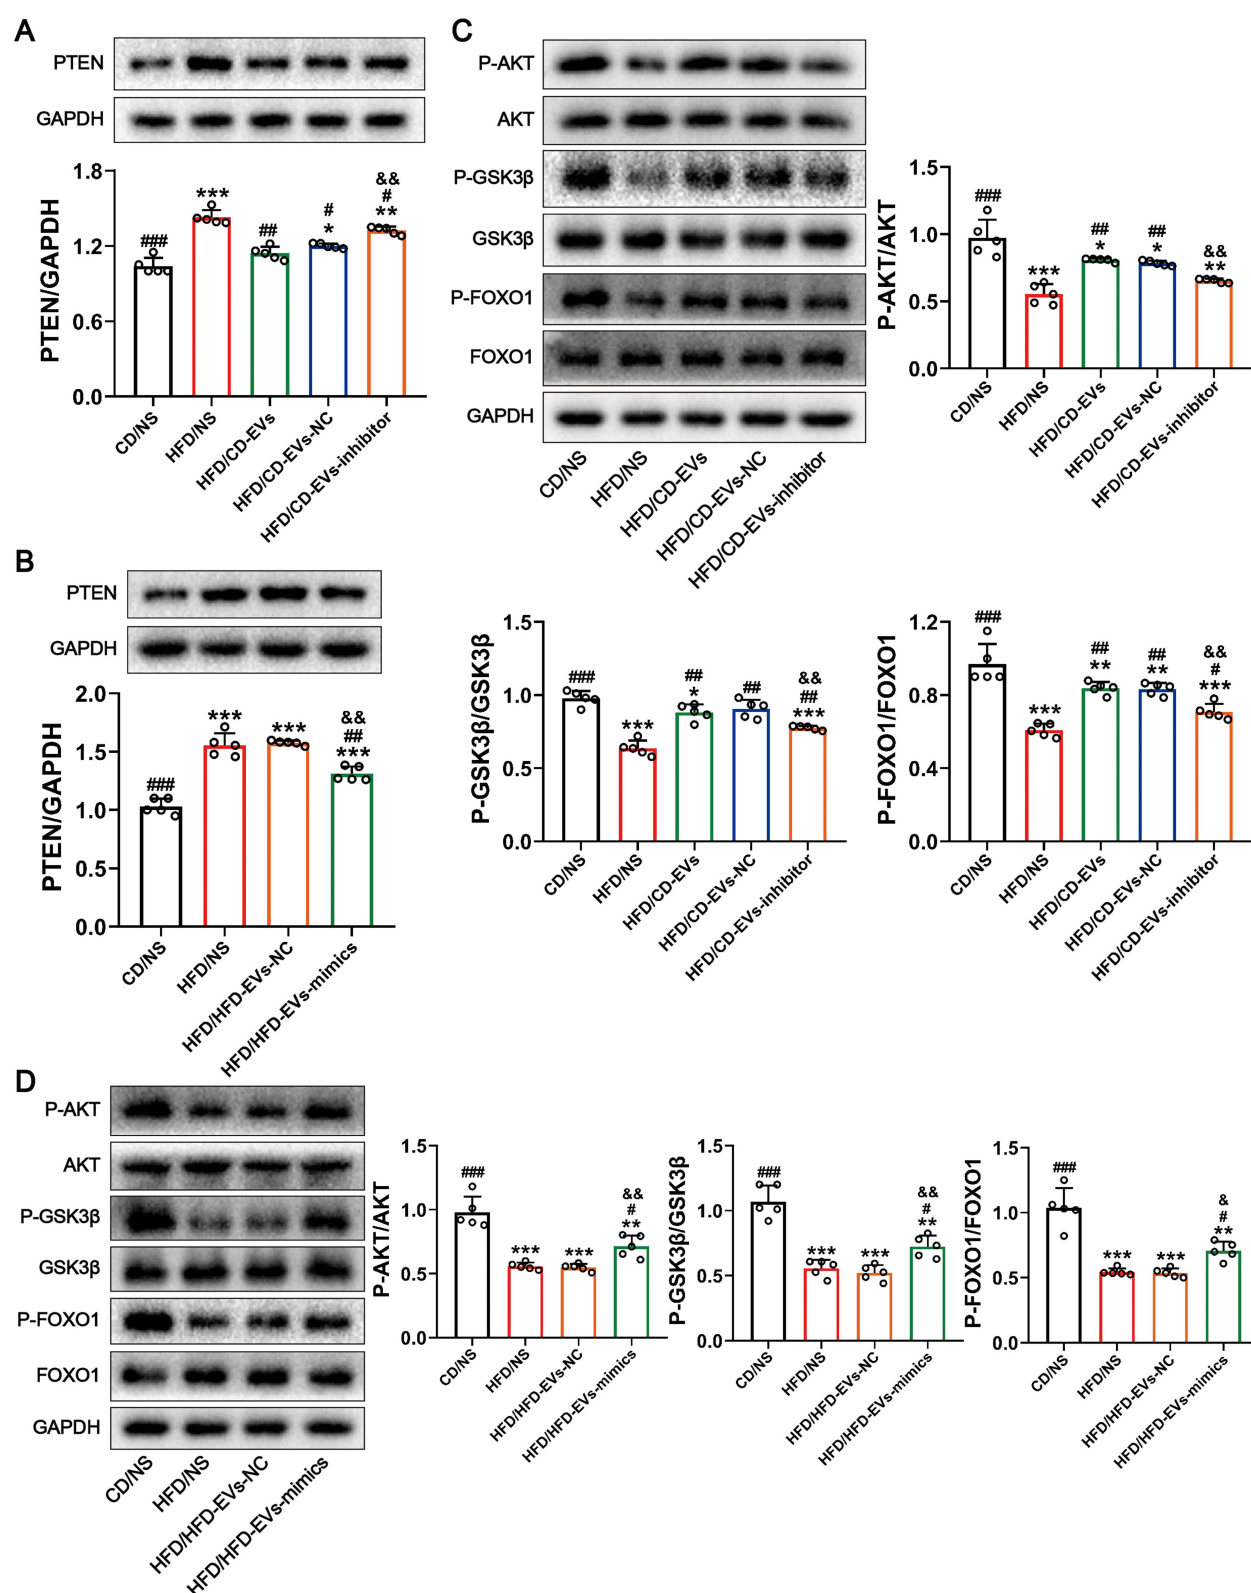 A
PTEN
GAPDH
1.8
1.2
0.6
0.0
PTEN/GAPDH
###
***
##
#
*
&&
#
**
CD/NS
HFD/NS
HFD/CD-EVs
HFD/CD-EVs-NC
HFD/CD-EVs-inhibitor
C
P-AKT
AKT
P-GSK3β
GSK3β
P-FOXO1
FOXO1
GAPDH
CD/NS
HFD/NS
HFD/CD-EVs
HFD/CD-EVs-NC
HFD/CD-EVs-inhibitor
1.5
1.0
0.5
0.0
P-AKT/AKT
###
***
##
*
##
*
&&
**
CD/NS
HFD/NS
HFD/CD-EVs
HFD/CD-EVs-NC
HFD/CD-EVs-inhibitor
B
PTEN
GAPDH
2.0
1.5
1.0
0.5
0.0
PTEN/GAPDH
###
***
***
&&
##
***
CD/NS
HFD/NS
HFD/HFD-EVs-NC
HFD/HFD-EVs-mimics
1.5
1.0
0.5
0.0
P-GSK3β/GSK3β
###
***
##
*
##
&&
##
***
CD/NS
HFD/NS
HFD/CD-EVs
HFD/CD-EVs-NC
HFD/CD-EVs-inhibitor
1.2
0.8
0.4
0.0
P-FOXO1/FOXO1
###
***
##
**
##
**
&&
#
***
CD/NS
HFD/NS
HFD/CD-EVs
HFD/CD-EVs-NC
HFD/CD-EVs-inhibitor
D
P-AKT
AKT
P-GSK3β
GSK3β
P-FOXO1
FOXO1
GAPDH
CD/NS
HFD/NS
HFD/HFD-EVs-NC
HFD/HFD-EVs-mimics
1.5
1.0
0.5
0.0
P-AKT/AKT
###
***
***
&&
#
**
CD/NS
HFD/NS
HFD/HFD-EVs-NC
HFD/HFD-EVs-mimics
1.5
1.0
0.5
0.0
P-GSK3β/GSK3β
###
***
***
&&
#
**
CD/NS
HFD/NS
HFD/HFD-EVs-NC
HFD/HFD-EVs-mimics
1.5
1.0
0.5
0.0
P-FOXO1/FOXO1
###
***
***
&
#
**
CD/NS
HFD/NS
HFD/HFD-EVs-NC
HFD/HFD-EVs-mimics